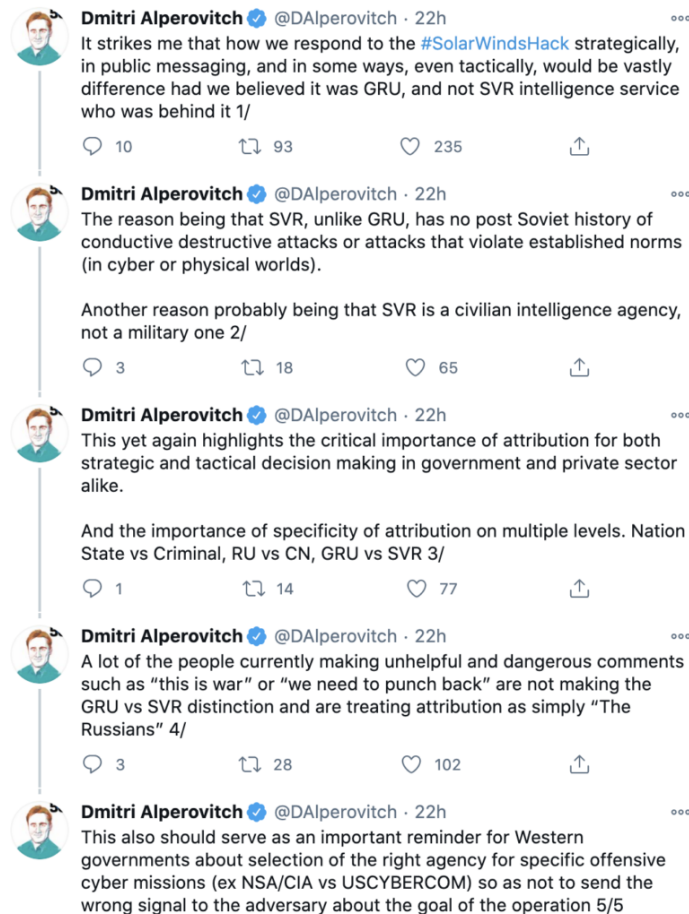 Dmitri Alperovitch @DAlperovitch · 22h
It strikes me that how we respond to the #SolarWindsHack strategically,
in public messaging, and in some ways, even tactically, would be vastly
difference had we believed it was GRU, and not SVR intelligence service
who was behind it 1/
10 93 235
Dmitri Alperovitch @DAlperovitch · 22h
The reason being that SVR, unlike GRU, has no post Soviet history of
conductive destructive attacks or attacks that violate established norms
(in cyber or physical worlds).
Another reason probably being that SVR is a civilian intelligence agency,
not a military one 2/
3 18 65
Dmitri Alperovitch @DAlperovitch · 22h
This yet again highlights the critical importance of attribution for both
strategic and tactical decision making in government and private sector
alike.
And the importance of specificity of attribution on multiple levels. Nation
State vs Criminal, RU vs CN, GRU vs SVR 3/
1 14 77
Dmitri Alperovitch @DAlperovitch · 22h
A lot of the people currently making unhelpful and dangerous comments
such as “this is war” or “we need to punch back” are not making the
GRU vs SVR distinction and are treating attribution as simply “The
Russians” 4/
3 28 102
Dmitri Alperovitch @DAlperovitch · 22h
This also should serve as an important reminder for Western
governments about selection of the right agency for specific offensive
cyber missions (ex NSA/CIA vs USCYBERCOM) so as not to send the
wrong signal to the adversary about the goal of the operation 5/5